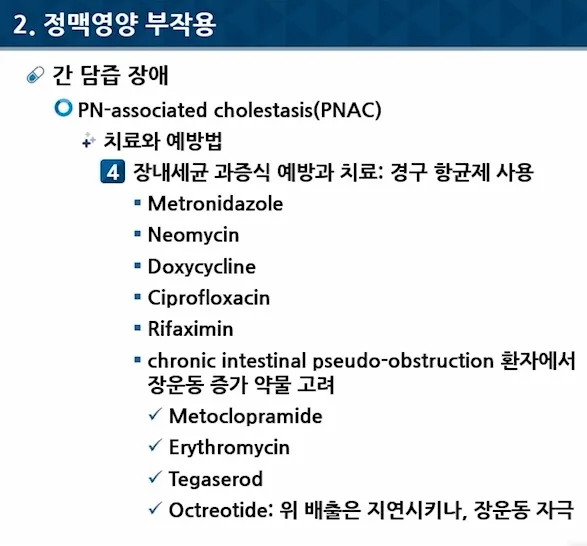 2. 정맥영양 부작용
간 담즙 장애
PN-associated cholestasis(PNAC)
치료와 예방법
4 장내세균 과증식 예방과 치료: 경구 항균제 사용
Metronidazole
Neomycin
Doxycycline
Ciprofloxacin
Rifaximin
chronic intestinal pseudo-obstruction 환자에서
장운동 증가 약물 고려
Metoclopramide
Erythromycin
Tegaserod
Octreotide: 위 배출은 지연시키나, 장운동 자극